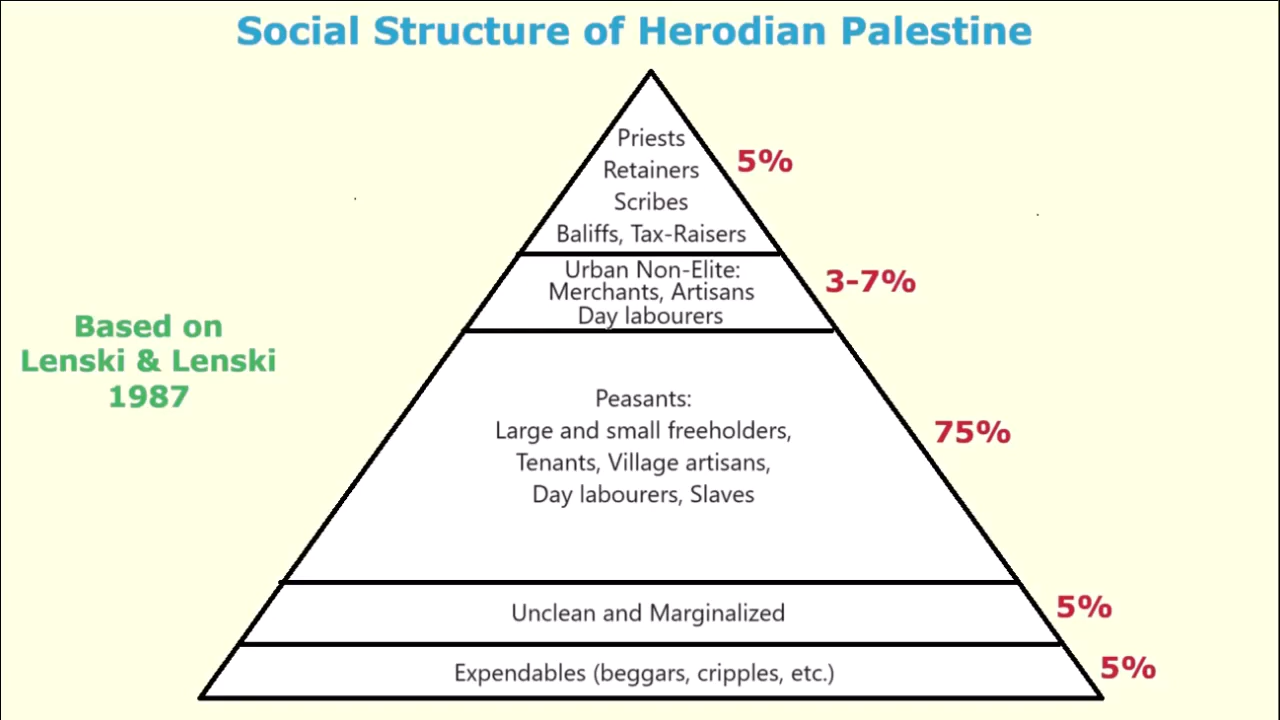 Social Structure of Herodian Palestine
Priests
Retainers
Scribes
Baliffs, Tax-Raisers
5%
Urban Non-Elite:
Merchants, Artisans
Day labourers
3-7%
Based on
Lenski & Lenski
1987
Peasants:
Large and small freeholders,
Tenants, Village artisans,
Day labourers, Slaves
75%
Unclean and Marginalized
5%
Expendables (beggars, cripples, etc.)
5%